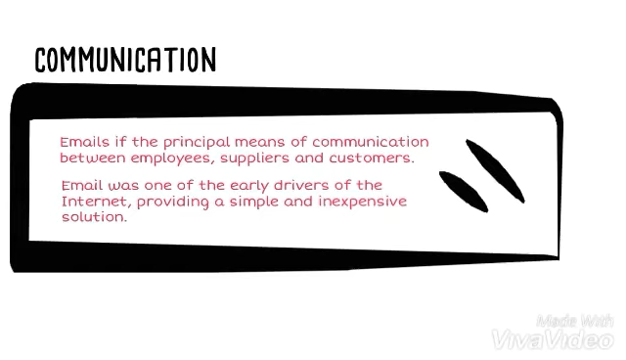 COMMUNICATION
Emails if the principal means of communication
between employees, suppliers and customers.
Email was one of the early drivers of the
Internet, providing a simple and inexpensive
solution.
Made With
VivaVideo